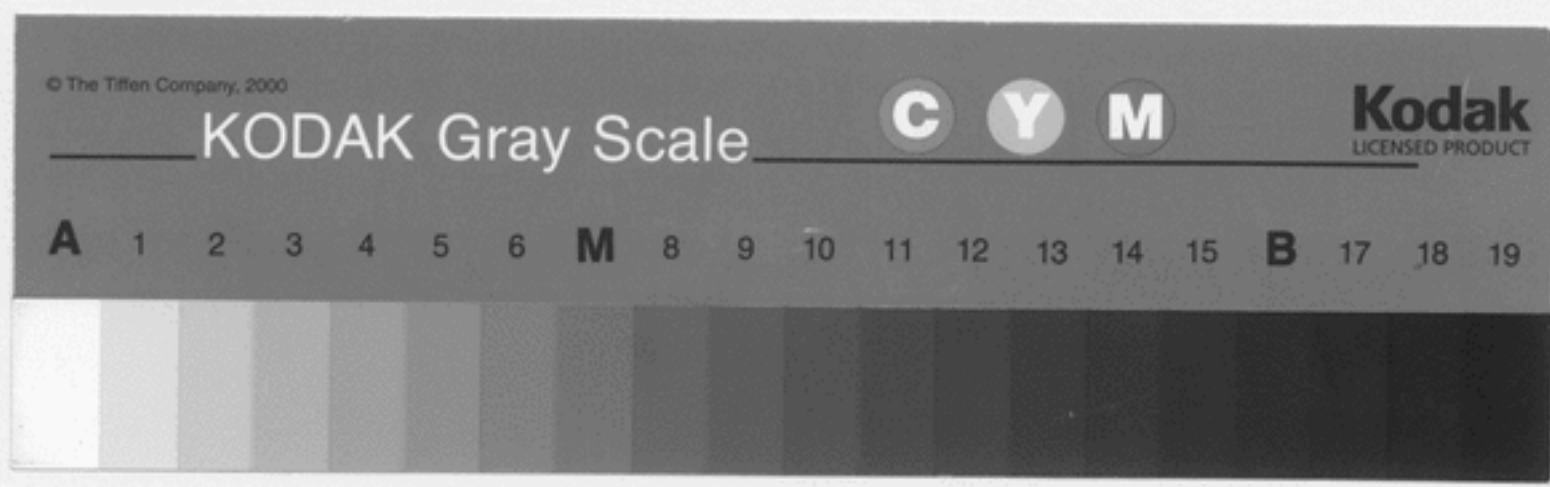 © The Tiffen Company, 2000
KODAK Gray Scale
C Y M
Kodak
LICENSED PRODUCT
A 1 2 3 4 5 6 M 8 9 10 11 12 13 14 15 B 17 18 19